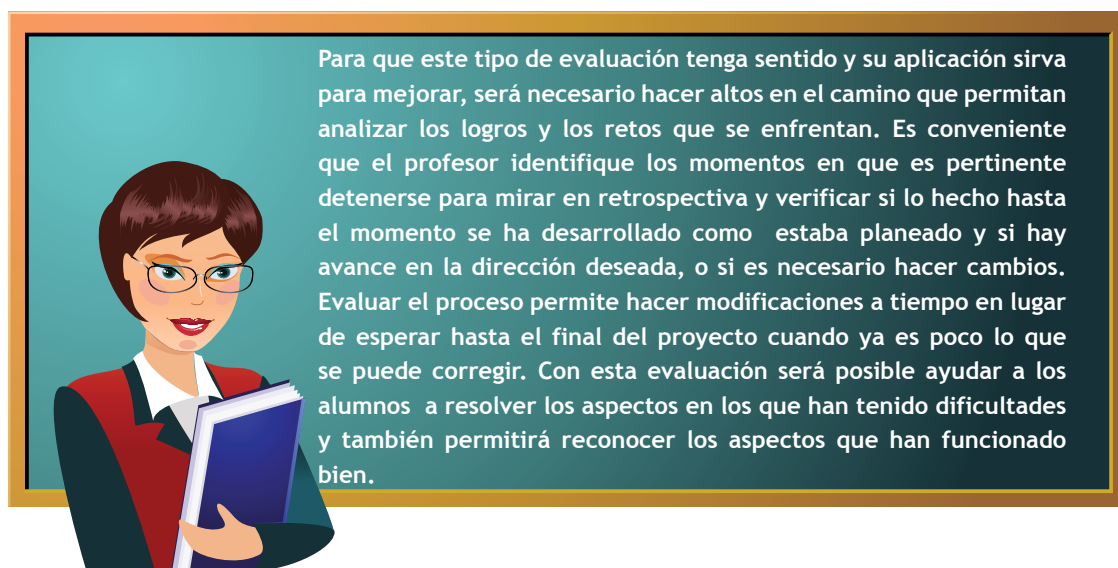 Para que este tipo de evaluación tenga sentido y su aplicación sirva
para mejorar, será necesario hacer altos en el camino que permitan
analizar los logros y los retos que se enfrentan. Es conveniente
que el profesor identifique los momentos en que es pertinente
detenerse para mirar en retrospectiva y verificar si lo hecho hasta
el momento se ha desarrollado como estaba planeado y si hay
avance en la dirección deseada, o si es necesario hacer cambios.
Evaluar el proceso permite hacer modificaciones a tiempo en lugar
de esperar hasta el final del proyecto cuando ya es poco lo que
se puede corregir. Con esta evaluación será posible ayudar a los
alumnos a resolver los aspectos en los que han tenido dificultades
y también permitirá reconocer los aspectos que han funcionado
bien.